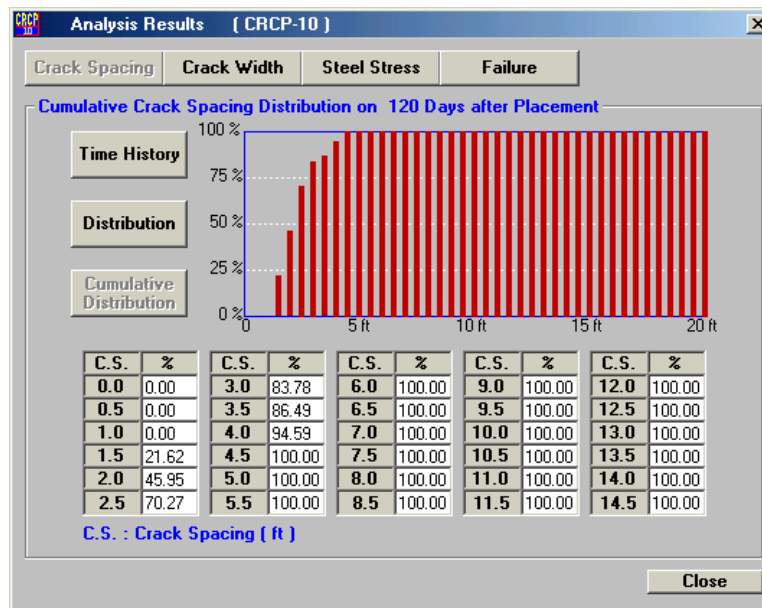 CRCP 10 Analysis Results ( CRCP-10 )
Crack Spacing Crack Width Steel Stress Failure
Cumulative Crack Spacing Distribution on 120 Days after Placement
Time History
Distribution
Cumulative
Distribution
100 %
75 %
50 %
25 %
0 %
0 5 ft 10 ft 15 ft 20 ft
C.S. % C.S. % C.S. % C.S. % C.S. %
0.0 0.00 3.0 83.78 6.0 100.00 9.0 100.00 12.0 100.00
0.5 0.00 3.5 86.49 6.5 100.00 9.5 100.00 12.5 100.00
1.0 0.00 4.0 94.59 7.0 100.00 10.0 100.00 13.0 100.00
1.5 21.62 4.5 100.00 7.5 100.00 10.5 100.00 13.5 100.00
2.0 45.95 5.0 100.00 8.0 100.00 11.0 100.00 14.0 100.00
2.5 70.27 5.5 100.00 8.5 100.00 11.5 100.00 14.5 100.00
C.S. : Crack Spacing ( ft )
Close